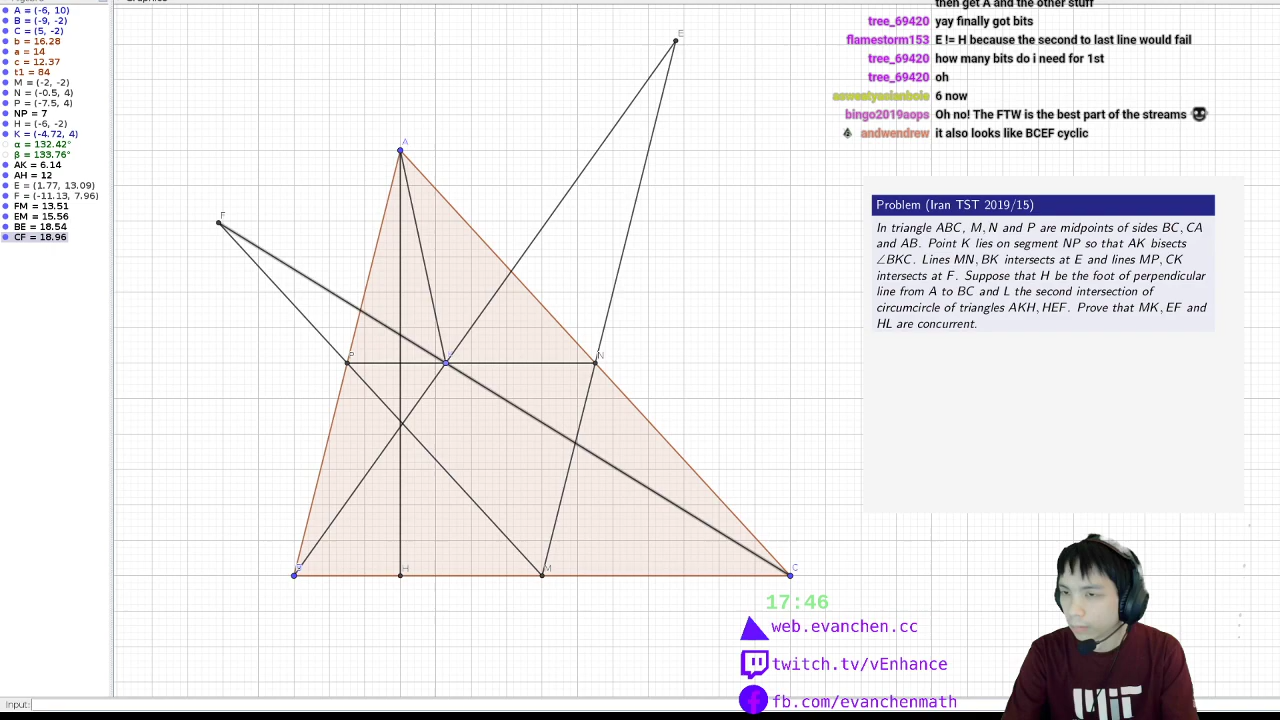 A = (-6, 10)
B = (-9, -2)
C = (5, -2)
b = 16.28
a = 14
c = 12.37
t1 = 84
M = (-2, -2)
N = (-0.5, 4)
P = (-7.5, 4)
NP = 7
H = (-6, -2)
K = (-4.72, 4)
α = 132.42°
β = 133.76°
AK = 6.14
AH = 12
E = (1.77, 13.09)
F = (-11.13, 7.96)
FM = 13.51
EM = 15.56
BE = 18.54
CF = 18.96
E
A
F
P
N
B
H
M
C
then get A and the other stuff
tree_69420 yay finally got bits
flamestorm153 E != H because the second to last line would fail
tree_69420 how many bits do i need for 1st
tree_69420 oh
asweatyasianboie 6 now
bingo2019aops Oh no! The FTW is the best part of the streams
andwendrew it also looks like BCEF cyclic
Problem (Iran TST 2019/15)
In triangle ABC, M, N and P are midpoints of sides BC, CA
and AB. Point K lies on segment NP so that AK bisects
∠BKC. Lines MN, BK intersects at E and lines MP, CK
intersects at F. Suppose that H be the foot of perpendicular
line from A to BC and L the second intersection of
circumcircle of triangles AKH, HEF. Prove that MK, EF and
HL are concurrent.
17:46
web.evanchen.cc
twitch.tv/vEnhance
fb.com/evanchenmath
MIT
Input: